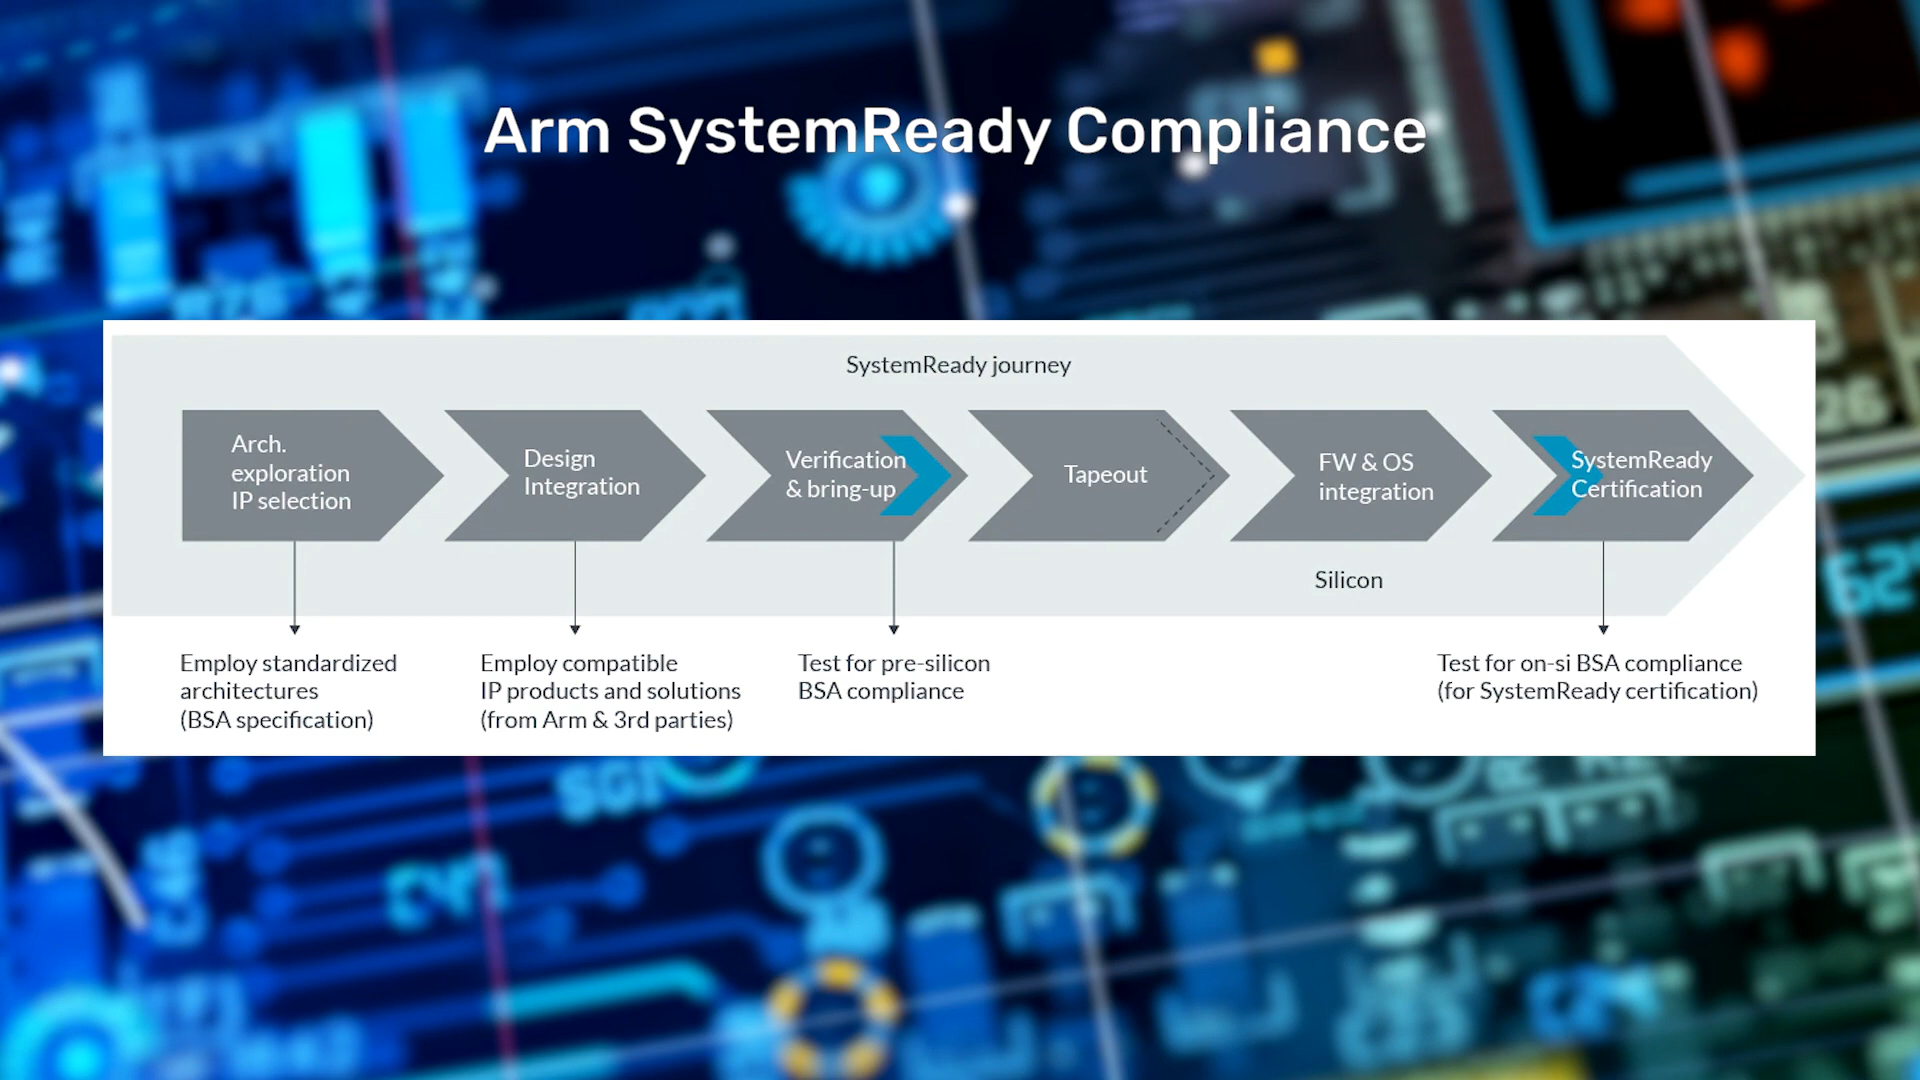 Arm SystemReady Compliance
SystemReady journey
Arch.
exploration
IP selection
Design
Integration
Verification
& bring-up
Tapeout
FW & OS
integration
SystemReady
Certification
Silicon
Employ standardized
architectures
(BSA specification)
Employ compatible
IP products and solutions
(from Arm & 3rd parties)
Test for pre-silicon
BSA compliance
Test for on-si BSA compliance
(for SystemReady certification)